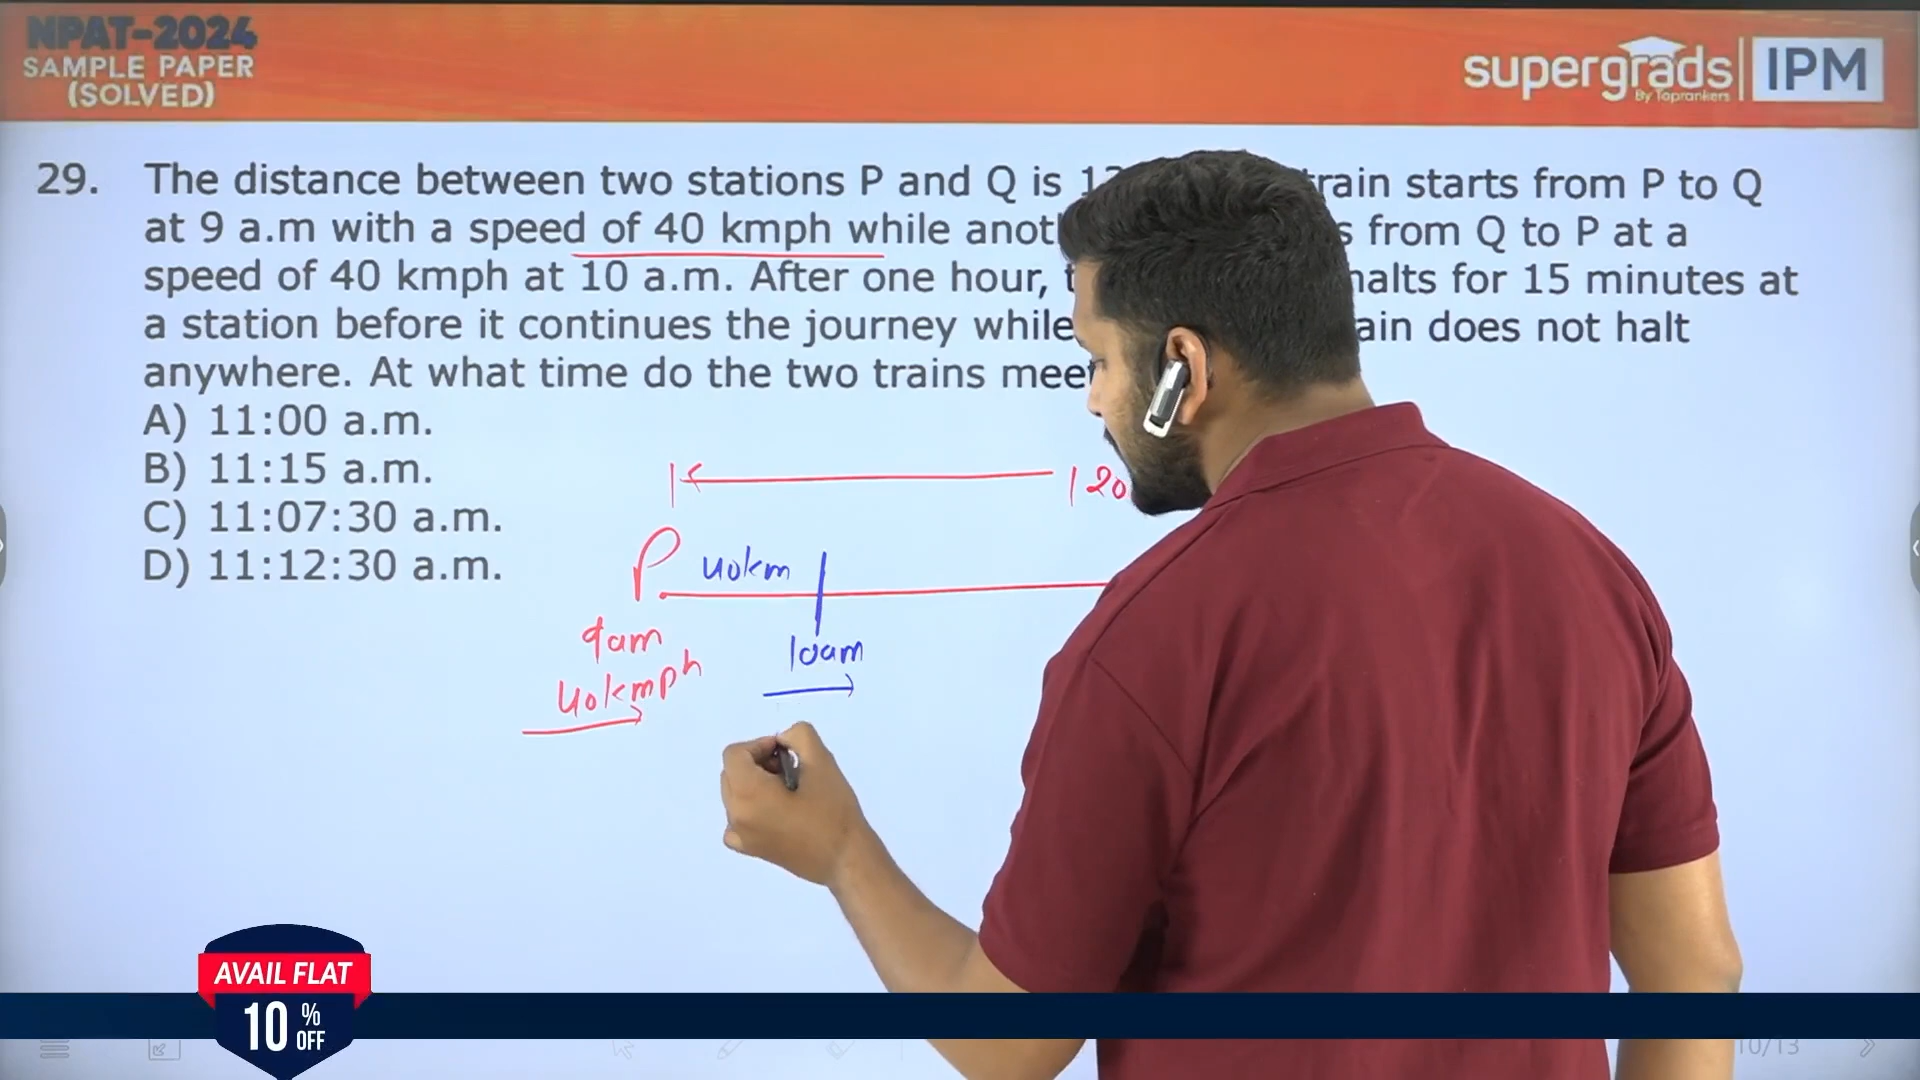 NPAT-2024
SAMPLE PAPER
(SOLVED)
supergrads
By Toprankers
IPM
29. The distance between two stations P and Q is train starts from P to Q
at 9 a.m with a speed of 40 kmph while from Q to P at a
speed of 40 kmph at 10 a.m. After one hour, halts for 15 minutes at
a station before it continues the journey while does not halt
anywhere. At what time do the two trains meet
A) 11:00 a.m.
B) 11:15 a.m.
C) 11:07:30 a.m.
D) 11:12:30 a.m.
120
P 40km
9am
40kmph
10am
AVAIL FLAT
10 % OFF
10/13